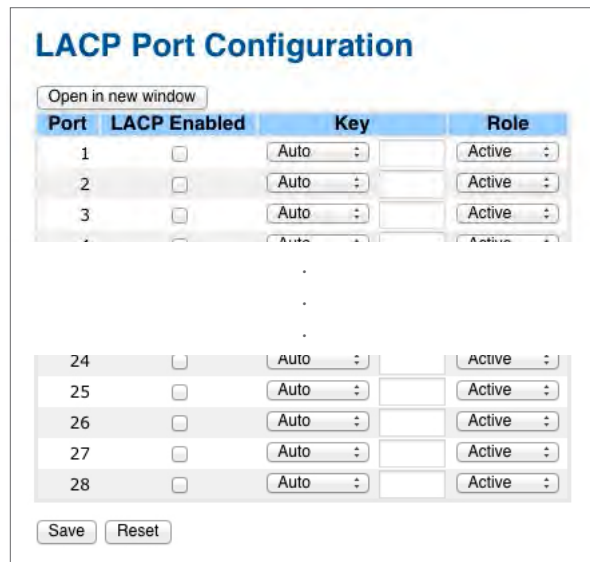 LACP Port Configuration
Open in new window
Port LACP Enabled Key Role
1 Auto Active
2 Auto Active
3 Auto Active
.
.
.
24 Auto Active
25 Auto Active
26 Auto Active
27 Auto Active
28 Auto Active
Save Reset